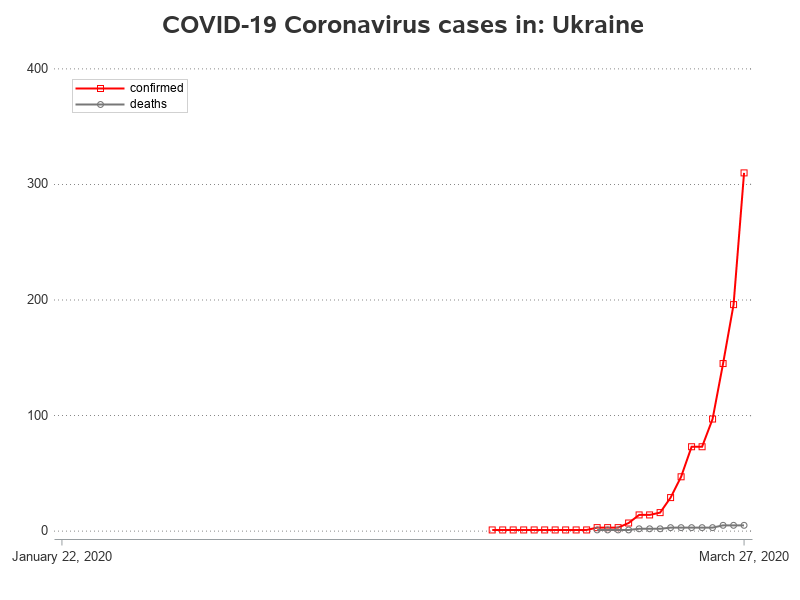 COVID-19 Coronavirus cases in: Ukraine
400
confirmed
deaths
300
200
100
0
January 22, 2020
March 27, 2020